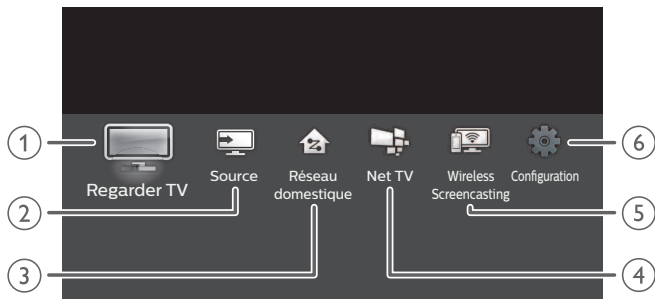 1
Regarder TV
2
Source
3
Réseau
domestique
Net TV
4
Wireless
Screencasting
5
Configuration
6